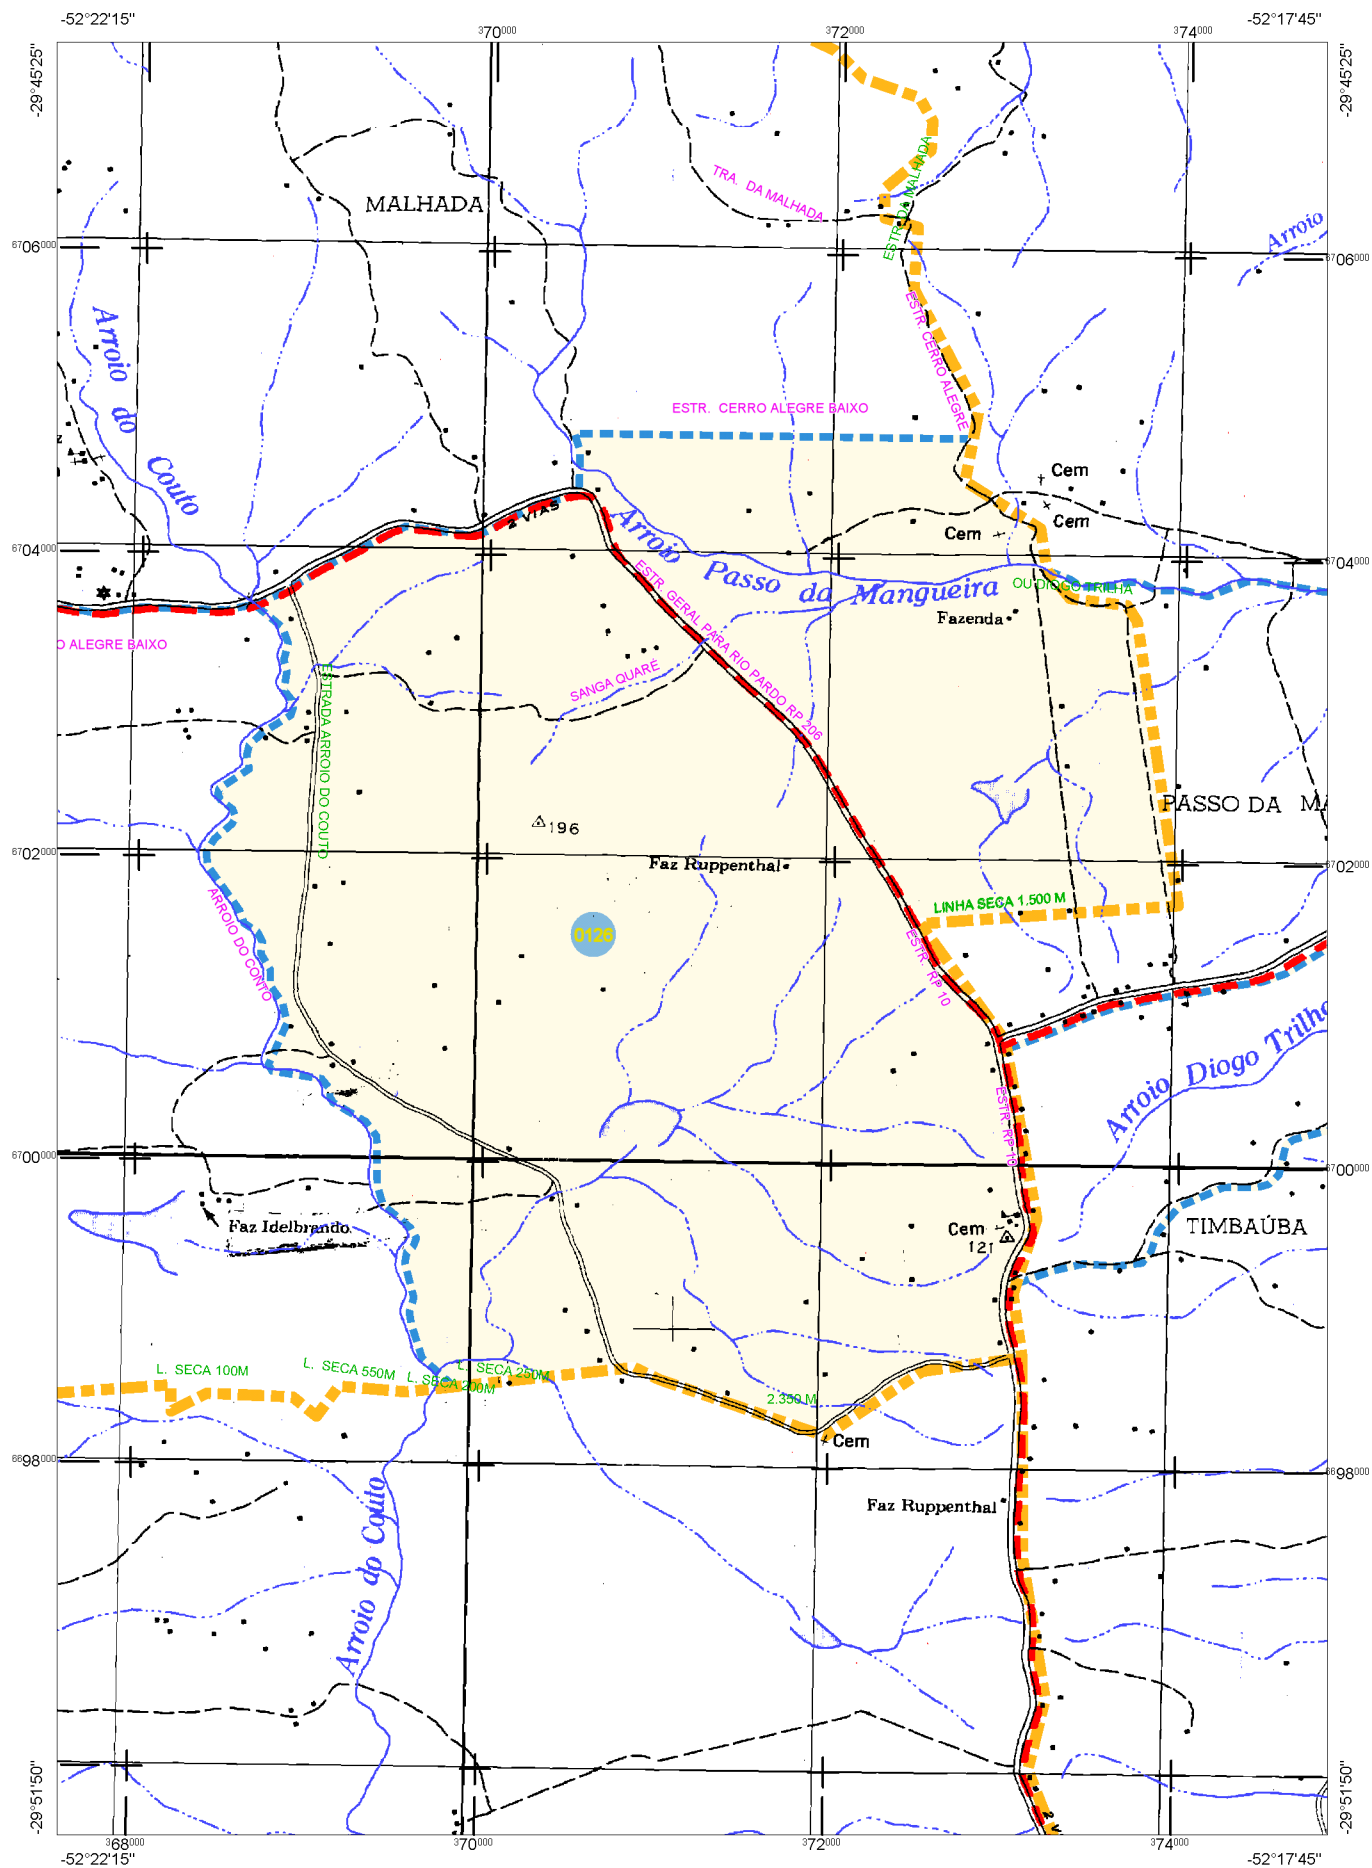 -52°22'15"
-52°17'45"
370000
372000
374000
-29°45'25"
-29°45'25"
TRA. DA MALHADA
ESTRADA MALHADA
MALHADA
6706000
6706000
Arroio
Arroio do Couto
ESTR. CERRO ALEGRE
ESTR. CERRO ALEGRE BAIXO
Cem
Cem
Cem
2 VIAS
6704000
6704000
Arroio Passo da Mangueira
OU DIOGO TRILHA
Fazenda
ESTR. GERAL PARA RIO PARDO RP 206
O ALEGRE BAIXO
SANGA QUARÉ
ESTRADA ARROIO DO COUTO
PASSO DA MA
196
6702000
6702000
Faz Ruppenthal
LINHA SECA 1.500 M
ARROIO DO CONTO
0126
ESTR. RP 10
Arroio Diogo Trilho
ESTR. RP 10
6700000
6700000
Faz Idelbrando
Cem
121
TIMBAÚBA
L. SECA 100M
L. SECA 550M
L. SECA 200M
L. SECA 250M
2.350 M
Cem
6698000
6698000
Faz Ruppenthal
Arroio do Couto
-29°51'50"
-29°51'50"
368000
370000
372000
374000
-52°22'15"
-52°17'45"